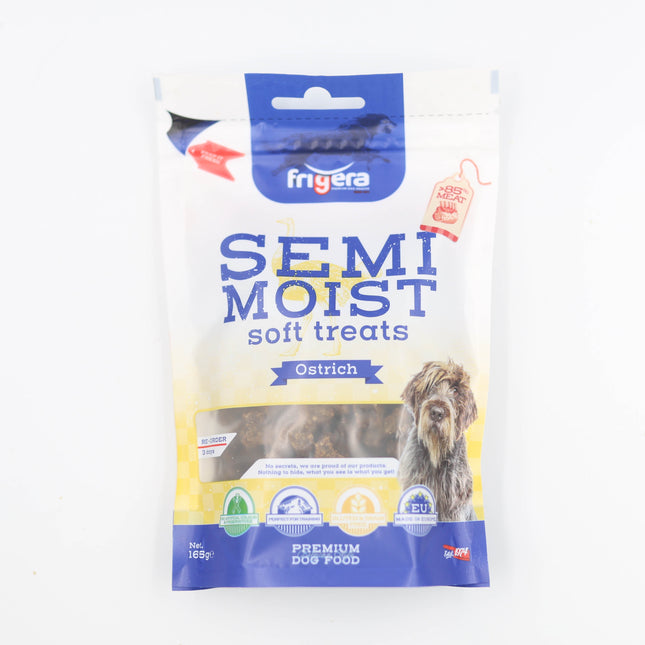 frigera
>85%
MEAT
SEMI
MOIST
soft treats
Ostrich
No secrets, we are proud of our products.
Nothing to hide, what you see is what you get!
PERFECT FOR TRAINING
EU
MADE IN EUROPE
Net.
165g℮
PREMIUM
DOG FOOD